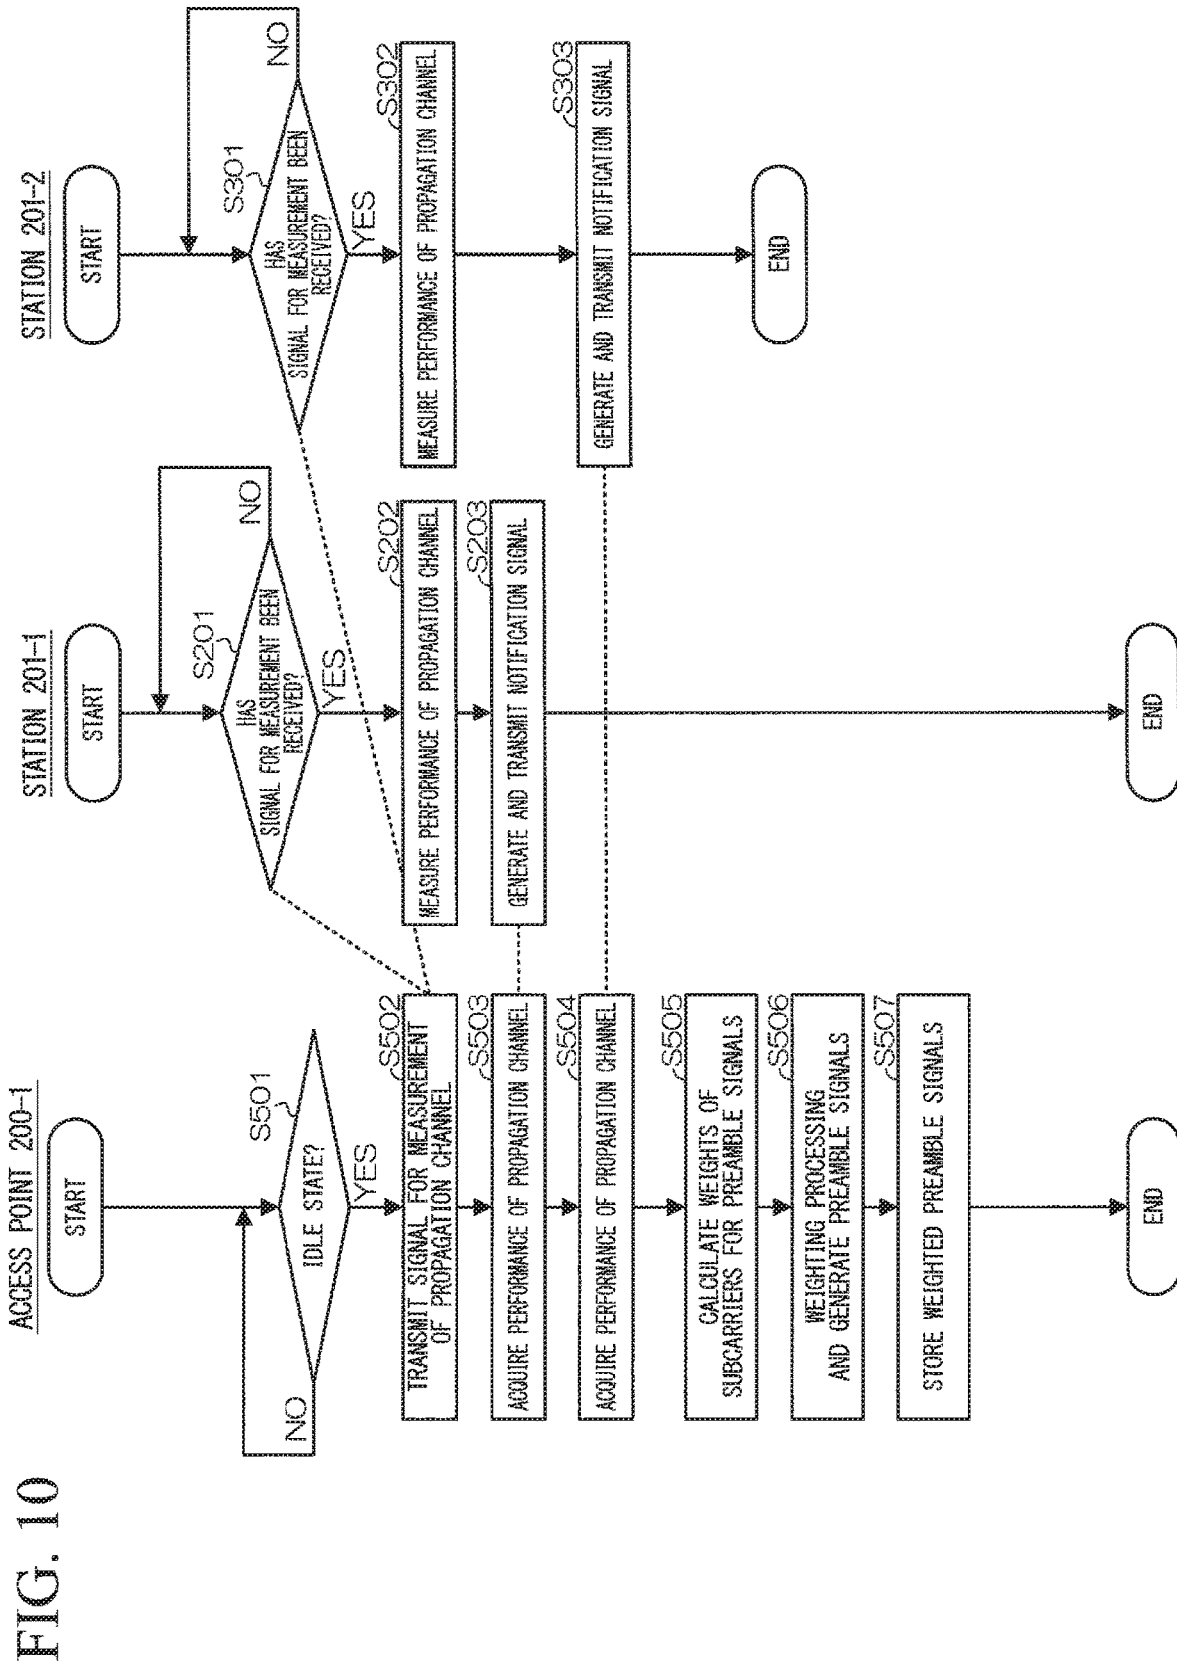 FIG. 10
ACCESS POINT 200-1
START
IDLE STATE?
S501
NO
YES
S502
TRANSMIT SIGNAL FOR MEASUREMENT
OF PROPAGATION CHANNEL
S503
ACQUIRE PERFORMANCE OF PROPAGATION CHANNEL
S504
ACQUIRE PERFORMANCE OF PROPAGATION CHANNEL
S505
CALCULATE WEIGHTS OF
SUBCARRIERS FOR PREAMBLE SIGNALS
S506
WEIGHTING PROCESSING
AND GENERATE PREAMBLE SIGNALS
S507
STORE WEIGHTED PREAMBLE SIGNALS
END
STATION 201-1
START
S201
HAS
SIGNAL FOR MEASUREMENT BEEN
RECEIVED?
NO
YES
S202
MEASURE PERFORMANCE OF PROPAGATION CHANNEL
S203
GENERATE AND TRANSMIT NOTIFICATION SIGNAL
END
STATION 201-2
START
S301
HAS
SIGNAL FOR MEASUREMENT BEEN
RECEIVED?
NO
YES
S302
MEASURE PERFORMANCE OF PROPAGATION CHANNEL
S303
GENERATE AND TRANSMIT NOTIFICATION SIGNAL
END